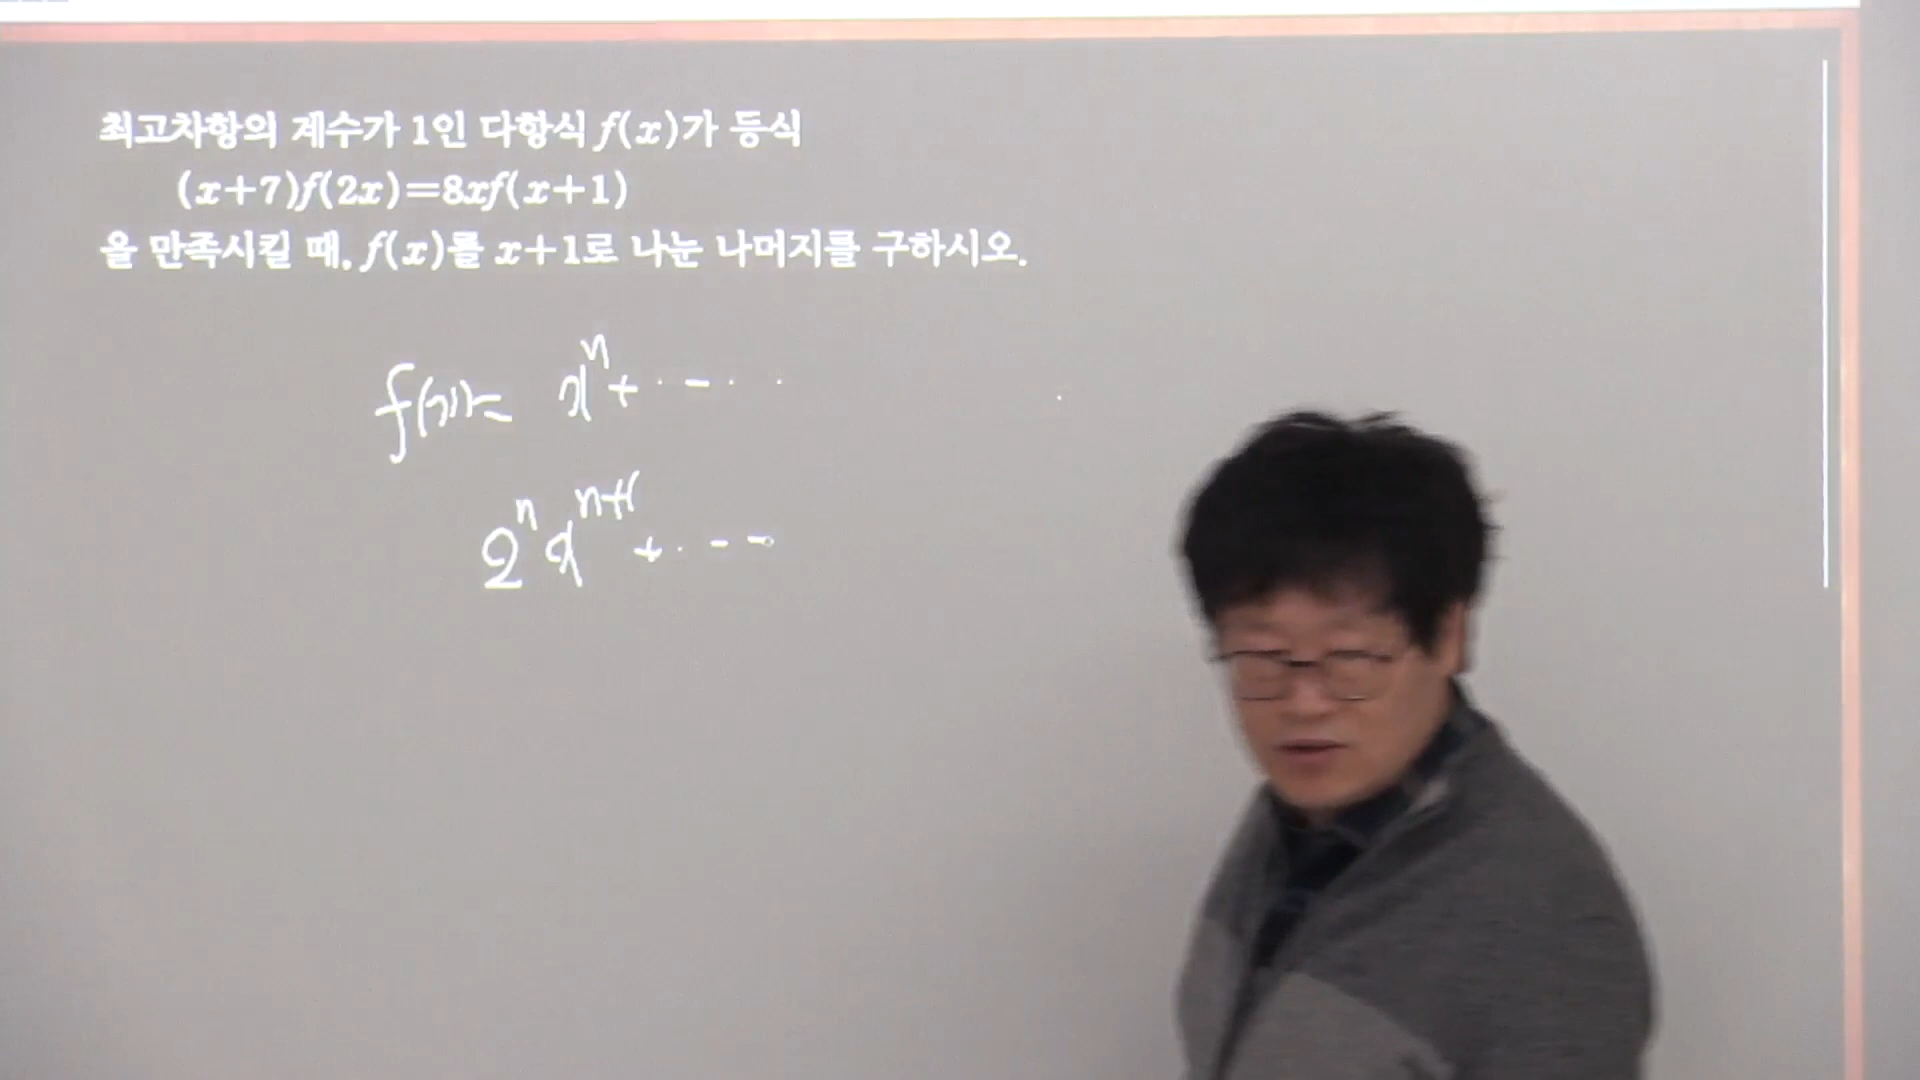 최고차항의 계수가 1인 다항식 f(x)가 등식
(x+7)f(2x)=8xf(x+1)
을 만족시킬 때, f(x)를 x+1로 나눈 나머지를 구하시오.
f(x)= xⁿ+ · – · ·
2ⁿxⁿ⁺¹ + · – –